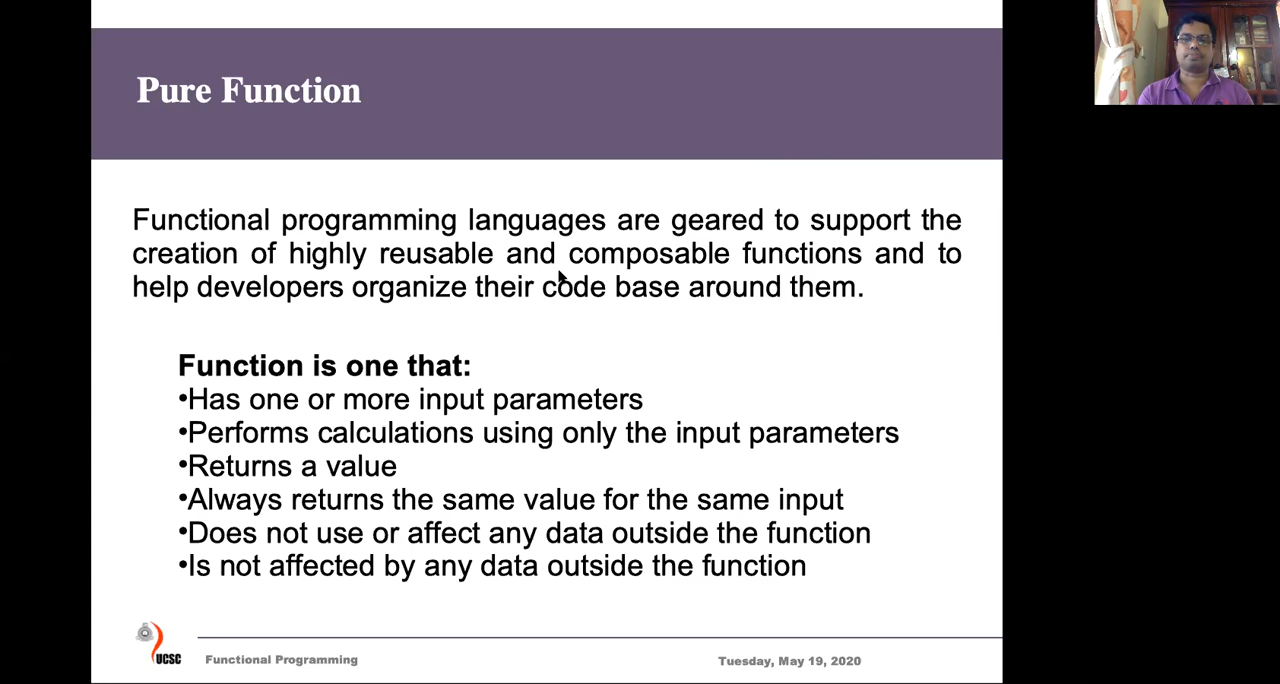 Pure Function
Functional programming languages are geared to support the
creation of highly reusable and composable functions and to
help developers organize their code base around them.
Function is one that:
•Has one or more input parameters
•Performs calculations using only the input parameters
•Returns a value
•Always returns the same value for the same input
•Does not use or affect any data outside the function
•Is not affected by any data outside the function
UCSC
Functional Programming
Tuesday, May 19, 2020